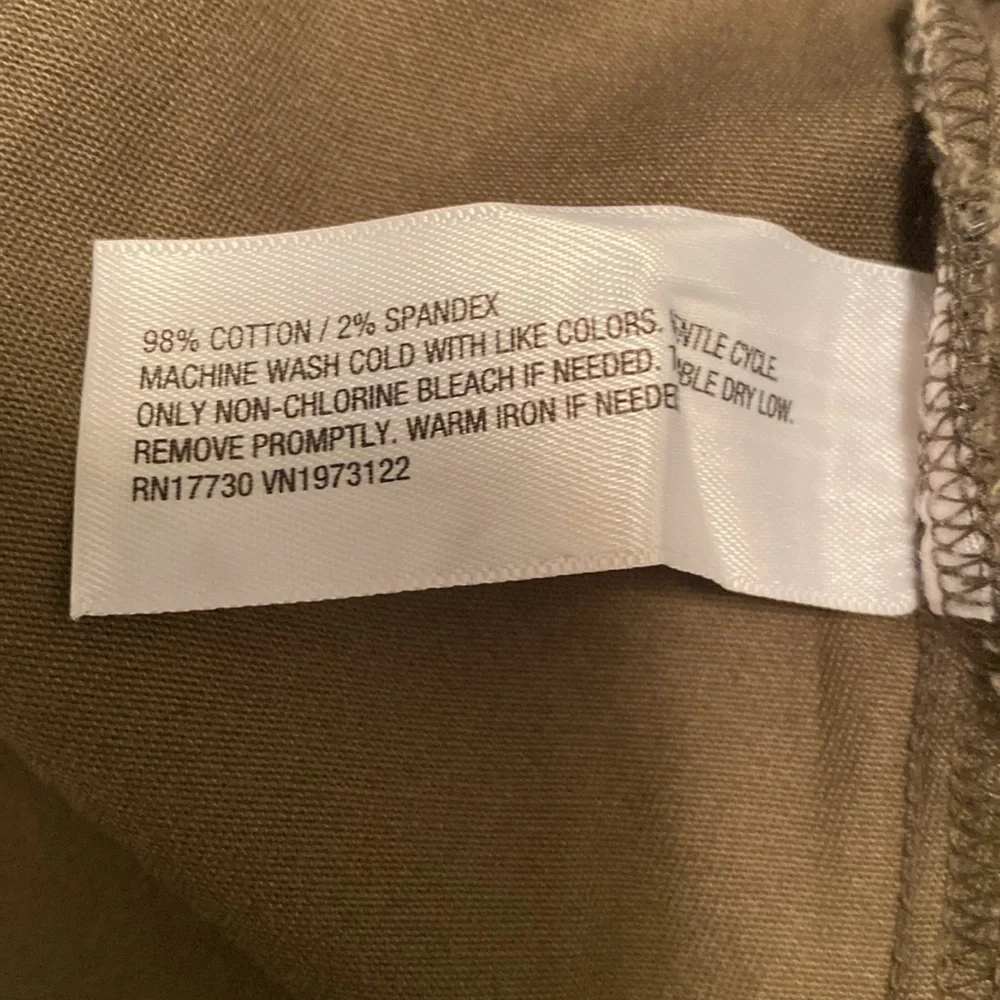 98% COTTON / 2% SPANDEX
MACHINE WASH COLD WITH LIKE COLORS. CYCLE
ONLY NON-CHLORINE BLEACH IF NEEDED. DRY LOW.
REMOVE PROMPTLY. WARM IRON IF
RN17730 VN1973122